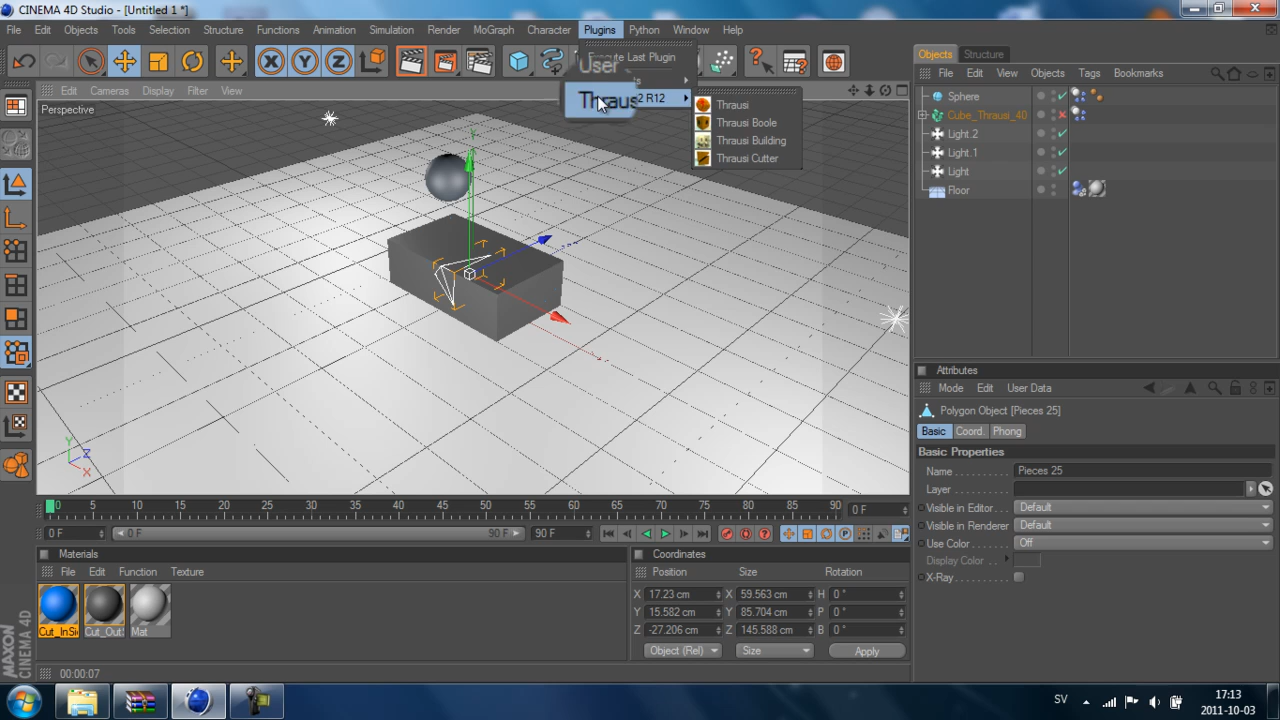 CINEMA 4D Studio - [Untitled 1 *]
File Edit Objects Tools Selection Structure Functions Animation Simulation Render MoGraph Character Plugins Python Window Help
Execute Last Plugin
User
Thraus 2 R12
Thrausi
Thrausi Boole
Thrausi Building
Thrausi Cutter
Edit Cameras Display Filter View
Perspective
Objects Structure
File Edit View Objects Tags Bookmarks
Sphere
Cube_Thrausi_40
Light.2
Light.1
Light
Floor
Attributes
Mode Edit User Data
Polygon Object [Pieces 25]
Basic Coord. Phong
Basic Properties
Name Pieces 25
Layer
Visible in Editor Default
Visible in Renderer Default
Use Color Off
Display Color
X-Ray
X Y Z
Y Z X
0 5 10 15 20 25 30 35 40 45 50 55 60 65 70 75 80 85 90 0 F
0 F 0 F 90 F 90 F
Materials
File Edit Function Texture
Cut_InSi Cut_Out Mat
Coordinates
Position Size Rotation
X 17.23 cm X 59.563 cm H 0 °
Y 15.582 cm Y 85.704 cm P 0 °
Z -27.206 cm Z 145.588 cm B 0 °
Object (Rel) Size Apply
MAXON CINEMA 4D
00:00:07
SV 17:13
2011-10-03